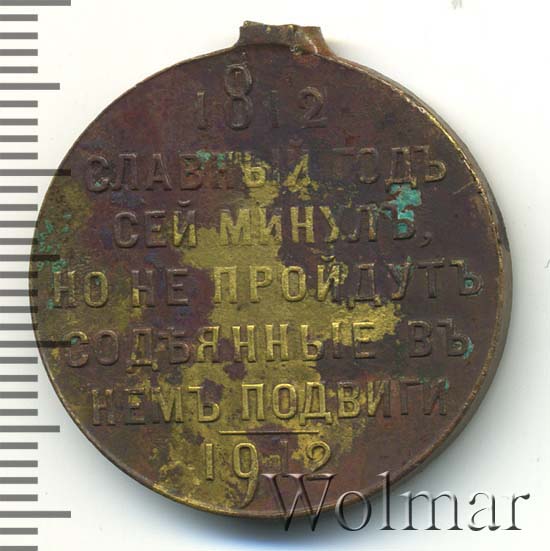 1812
СЛАВНЫЙ ГОДЪ
СЕЙ МИНУЛЪ,
НО НЕ ПРОЙДУТЪ
СОДѢЯННЫЕ ВЪ
НЕМЪ ПОДВИГИ
1912
Wolmar